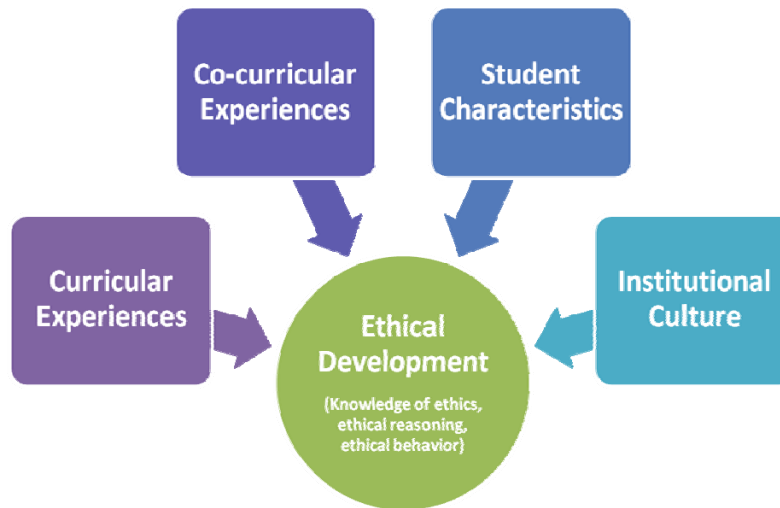 Co-curricular
Experiences
Student
Characteristics
Curricular
Experiences
Institutional
Culture
Ethical
Development
(Knowledge of ethics,
ethical reasoning,
ethical behavior)